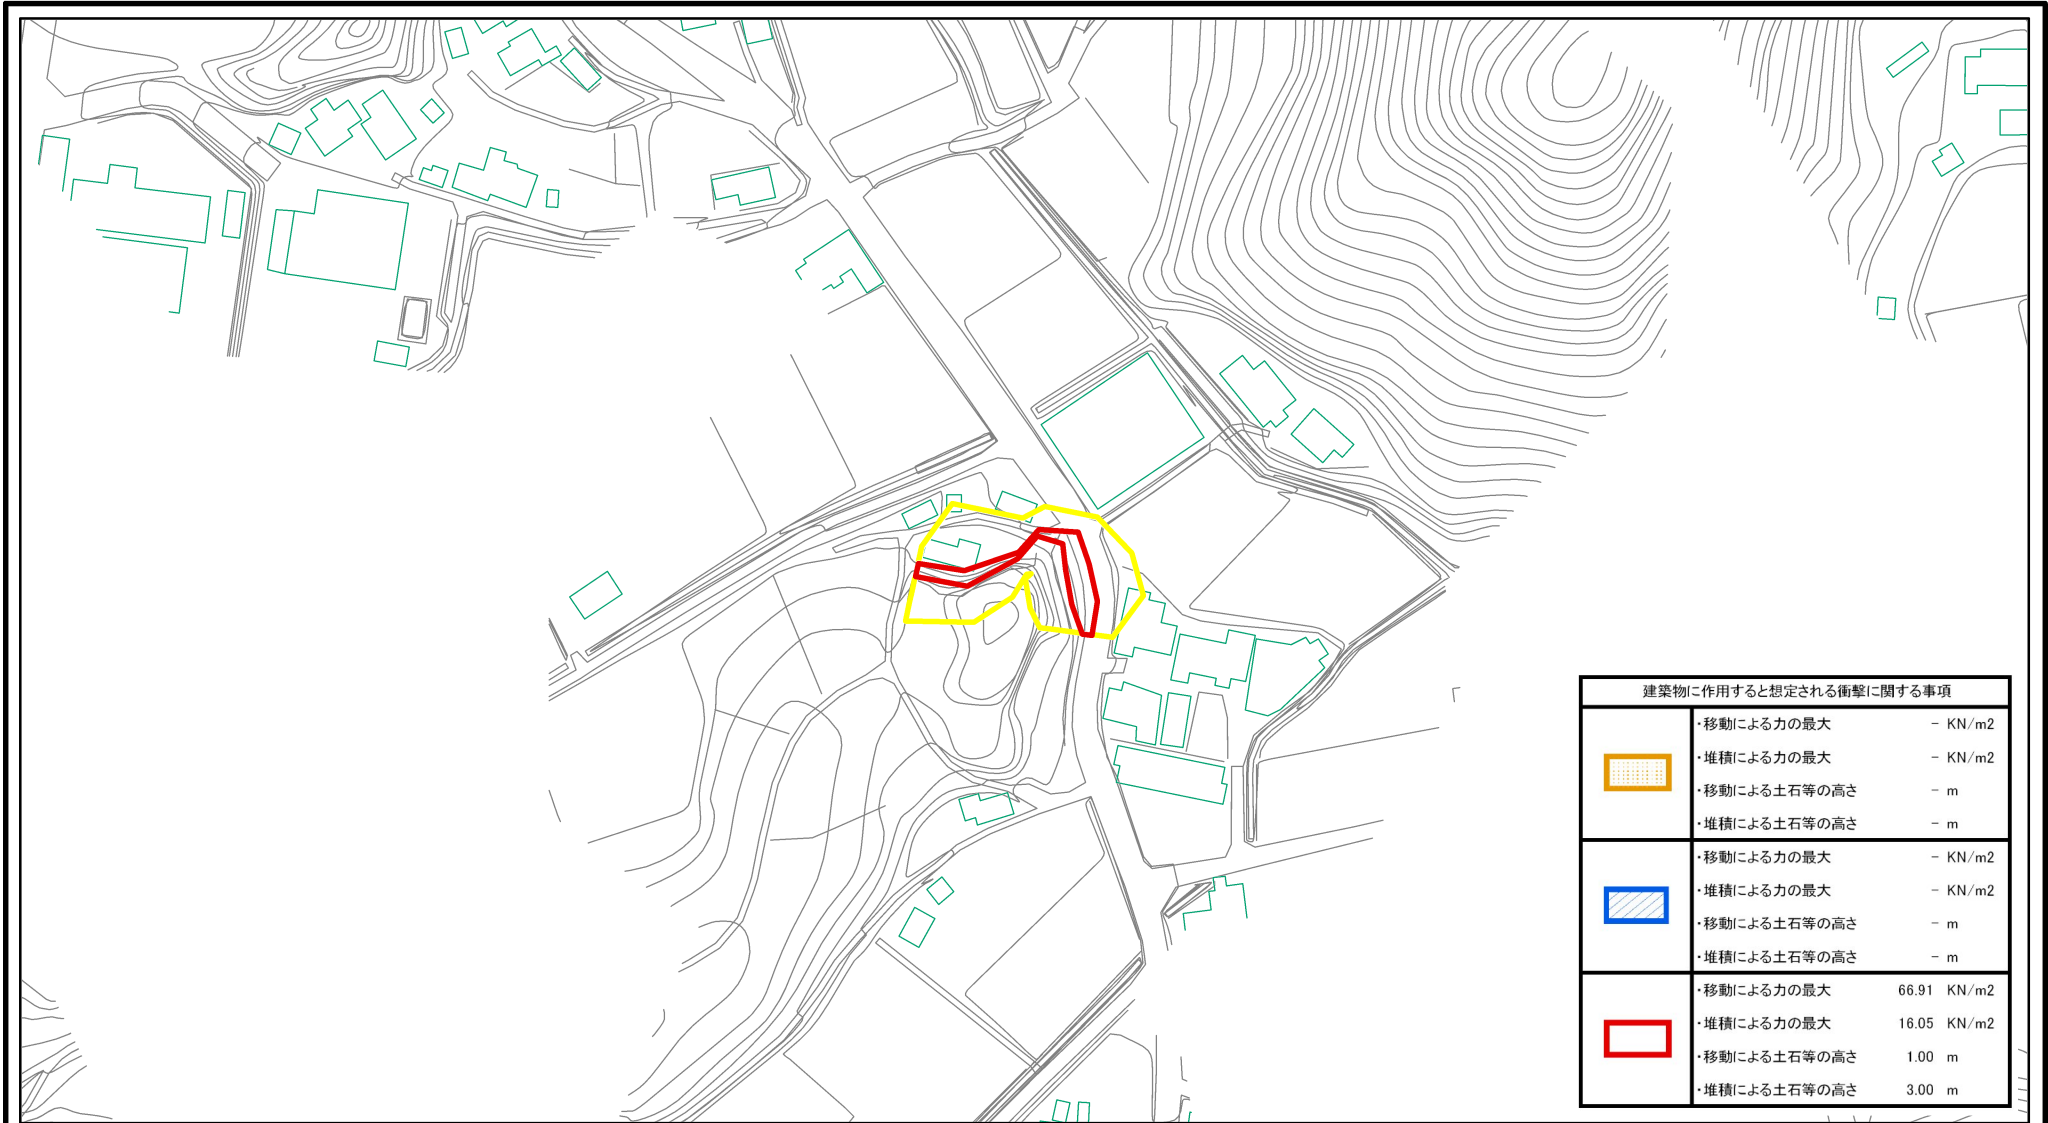 建築物に作用すると想定される衝撃に関する事項
・移動による力の最大 － KN/m2
・堆積による力の最大 － KN/m2
・移動による土石等の高さ － m
・堆積による土石等の高さ － m
・移動による力の最大 － KN/m2
・堆積による力の最大 － KN/m2
・移動による土石等の高さ － m
・堆積による土石等の高さ － m
・移動による力の最大 66.91 KN/m2
・堆積による力の最大 16.05 KN/m2
・移動による土石等の高さ 1.00 m
・堆積による土石等の高さ 3.00 m